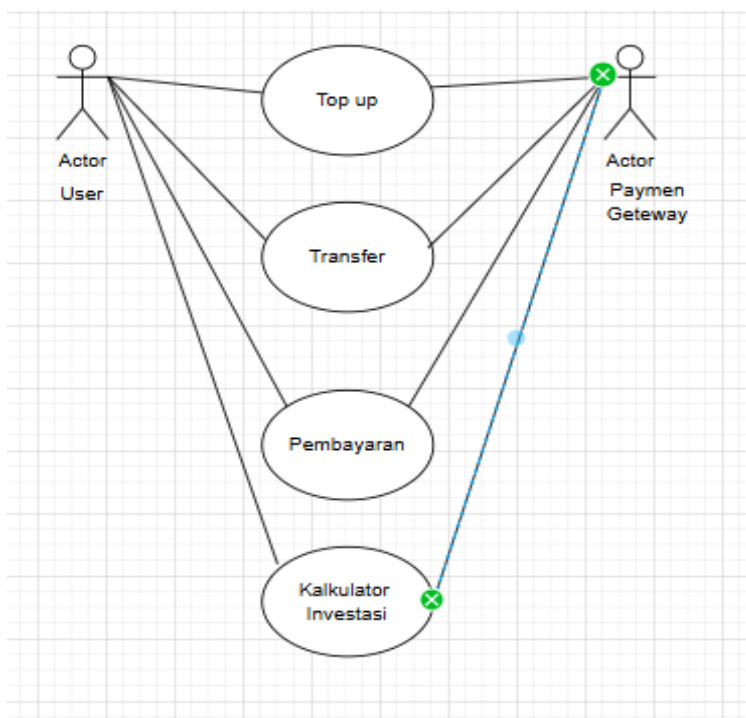 Top up
Actor
User
Actor
Paymen
Geteway
Transfer
Pembayaran
Kalkulator
Investasi